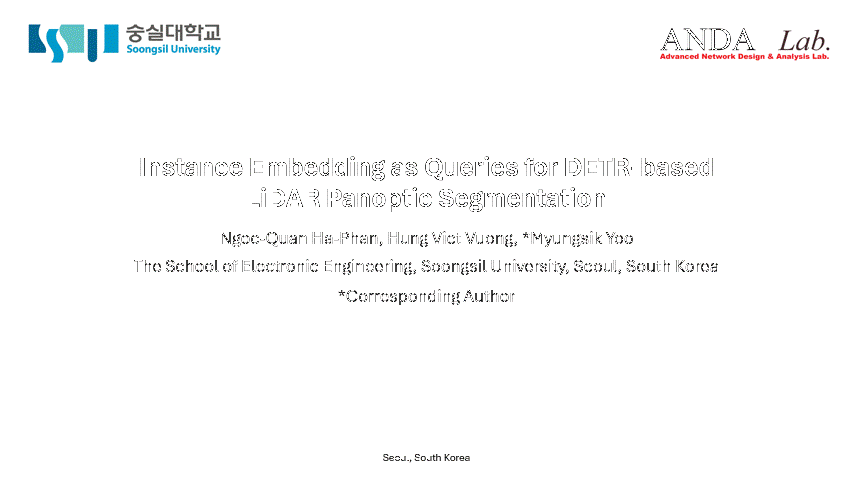 숭실대학교
Soongsil University
ANDA Lab.
Advanced Network Design & Analysis Lab.
Instance Embedding as Queries for DETR-based
LiDAR Panoptic Segmentation
Ngoc-Quan Ha-Phan, Hung Viet Vuong, *Myungsik Yoo
The School of Electronic Engineering, Soongsil University, Seoul, South Korea
*Corresponding Author
Seoul, South Korea